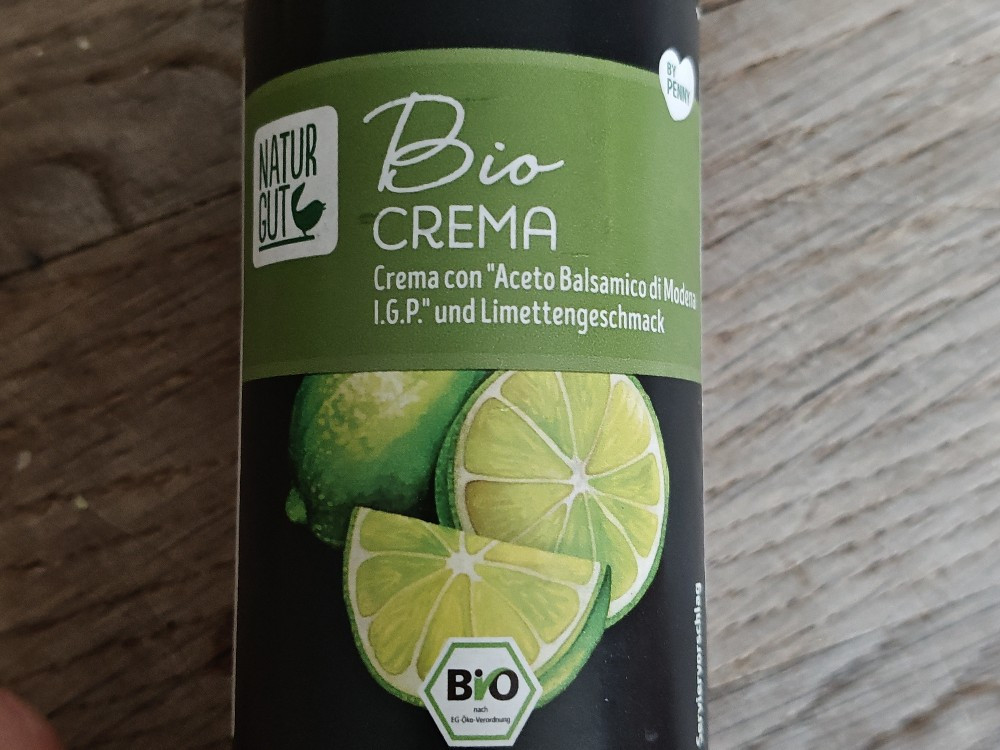 BY
PENNY
NATUR
GUT
Bio
CREMA
Crema con "Aceto Balsamico di Modena
I.G.P." und Limettengeschmack
BiO
nach
EG-Öko-Verordnung
Serviervorschlag